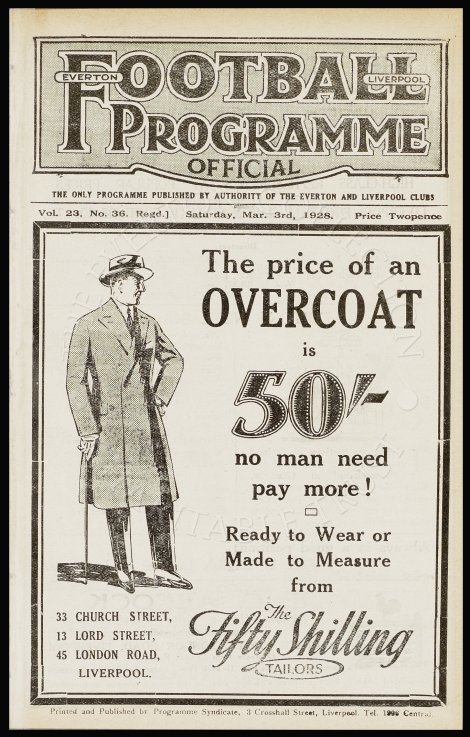 EVERTON FOOTBALL LIVERPOOL
PROGRAMME
OFFICIAL
THE ONLY PROGRAMME PUBLISHED BY AUTHORITY OF THE EVERTON AND LIVERPOOL CLUBS
Vol. 23, No. 36. Regd.] Saturday, Mar. 3rd, 1928. Price Twopence
The price of an
OVERCOAT
is
50/-
no man need
pay more!
Ready to Wear or
Made to Measure
from
The
Fifty Shilling
TAILORS
33 CHURCH STREET,
13 LORD STREET,
45 LONDON ROAD,
LIVERPOOL.
Printed and Published by Programme Syndicate, 3 Crosshall Street, Liverpool. Tel. Central.